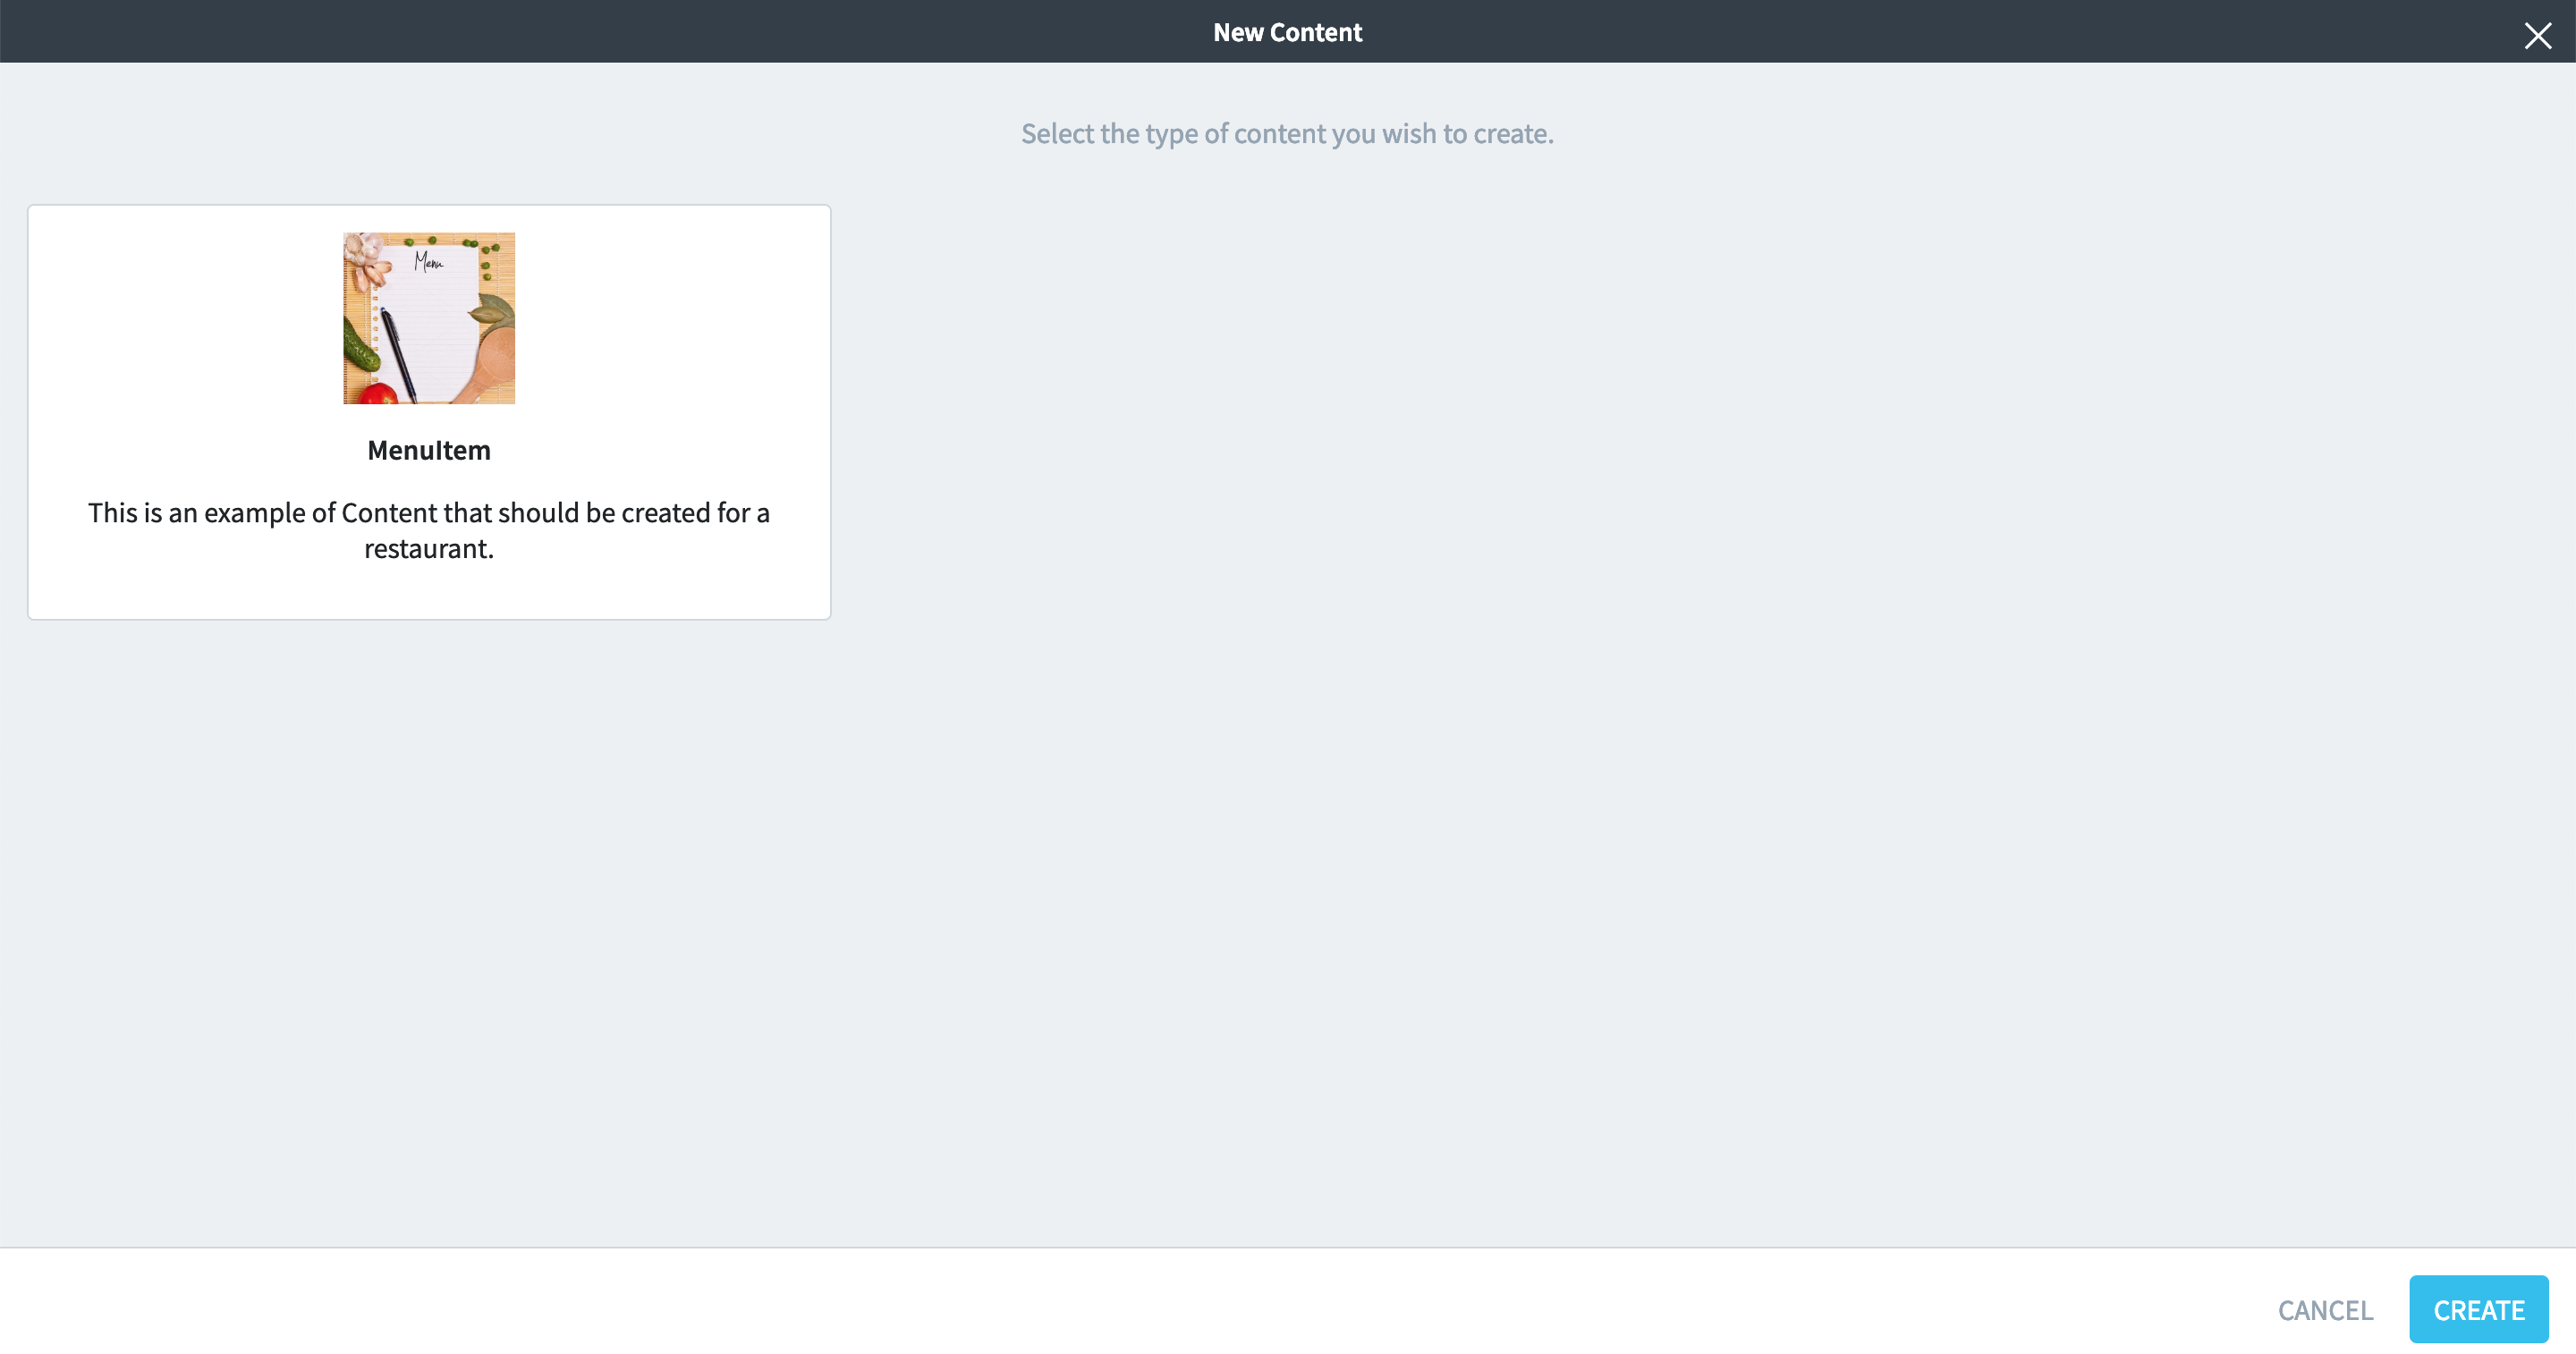 New Content
Select the type of content you wish to create.
Menu
MenuItem
This is an example of Content that should be created for a
restaurant.
CANCEL
CREATE